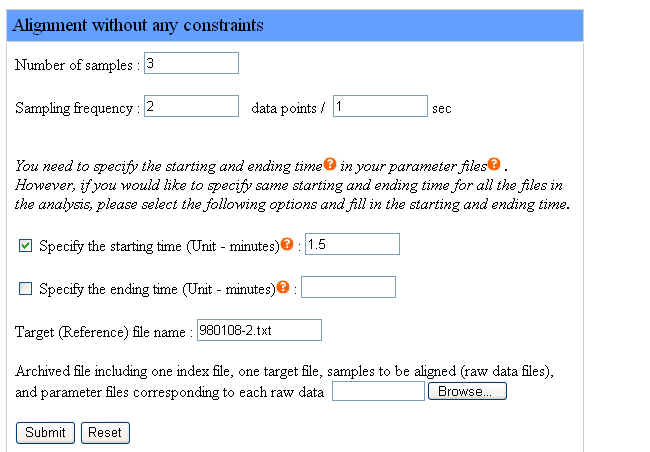 Alignment without any constraints
Number of samples : 3
Sampling frequency : 2 data points / 1 sec
You need to specify the starting and ending time? in your parameter files? .
However, if you would like to specify same starting and ending time for all the files in
the analysis, please select the following options and fill in the starting and ending time.
Specify the starting time (Unit - minutes)? : 1.5
Specify the ending time (Unit - minutes)? :
Target (Reference) file name : 980108-2.txt
Archived file including one index file, one target file, samples to be aligned (raw data files),
and parameter files corresponding to each raw data Browse...
Submit Reset